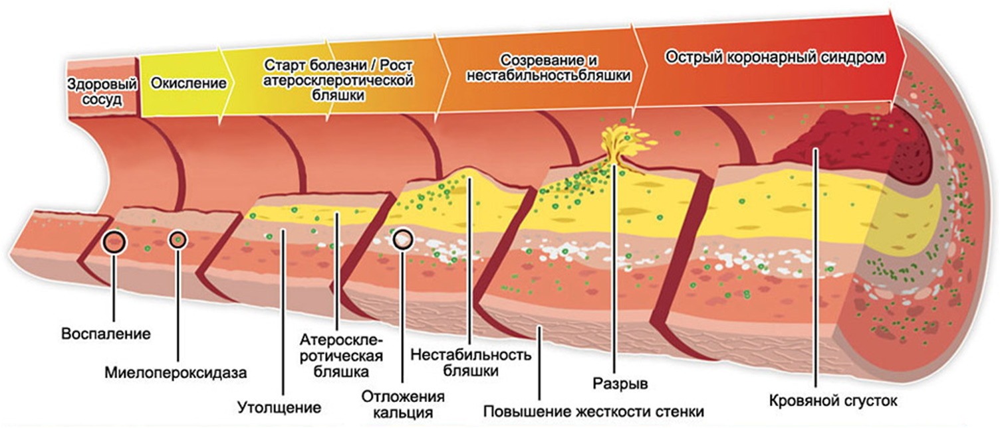 Здоровый
сосуд
Окисление
Старт болезни / Рост
атеросклеротической
бляшки
Созревание и
нестабильностьбляшки
Острый коронарный синдром
Воспаление
Миелопероксидаза
Утолщение
Атероскле-
ротическая
бляшка
Отложения
кальция
Нестабильность
бляшки
Повышение жесткости стенки
Разрыв
Кровяной сгусток